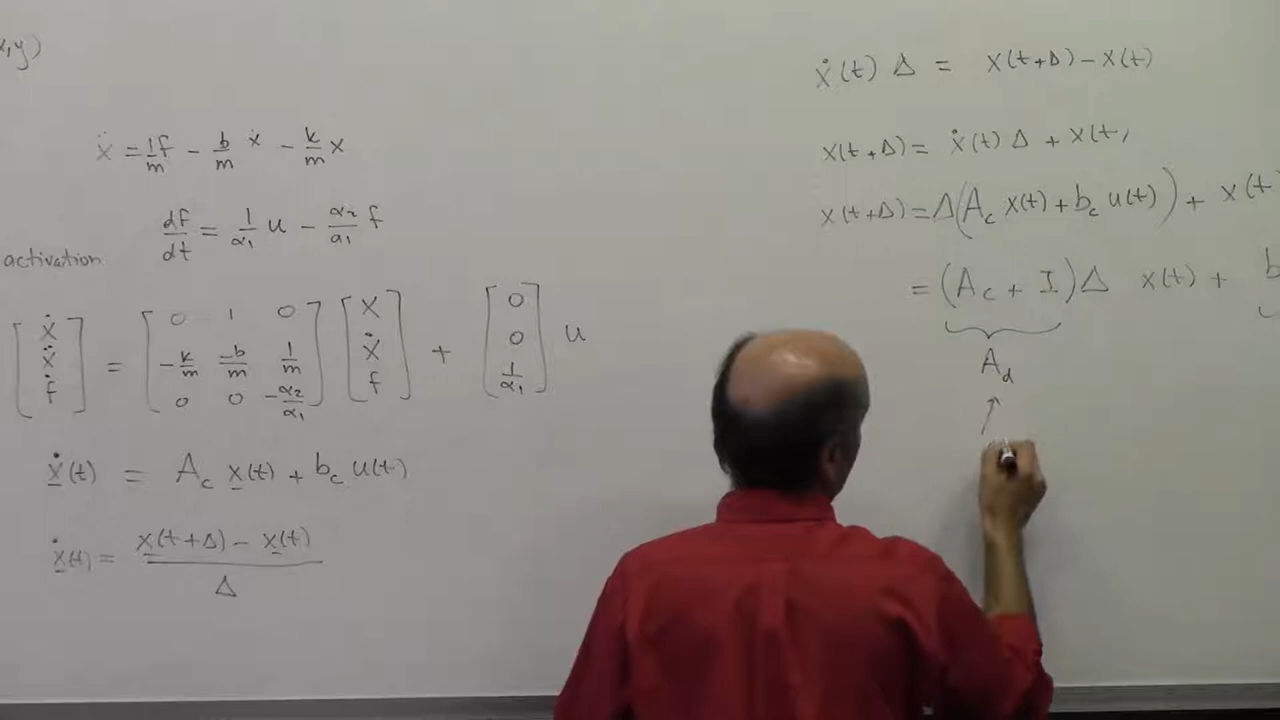 x,y)
ẍ = 1/m f - b/m ẋ - k/m x
df/dt = 1/α₁ u - α₂/α₁ f
activation
[ẋ ẍ ḟ] = [0 1 0; -k/m -b/m 1/m; 0 0 -α₂/α₁] [x ẋ f] + [0 0 1/α₁] u
ẋ(t) = A_c x(t) + b_c u(t)
ẋ(t) = x(t+Δ) - x(t) / Δ
ẋ(t) Δ = x(t+Δ) - x(t)
x(t+Δ) = ẋ(t) Δ + x(t)
x(t+Δ) = Δ(A_c x(t) + b_c u(t)) + x(t
= (A_c + I)Δ x(t) + b
A_d